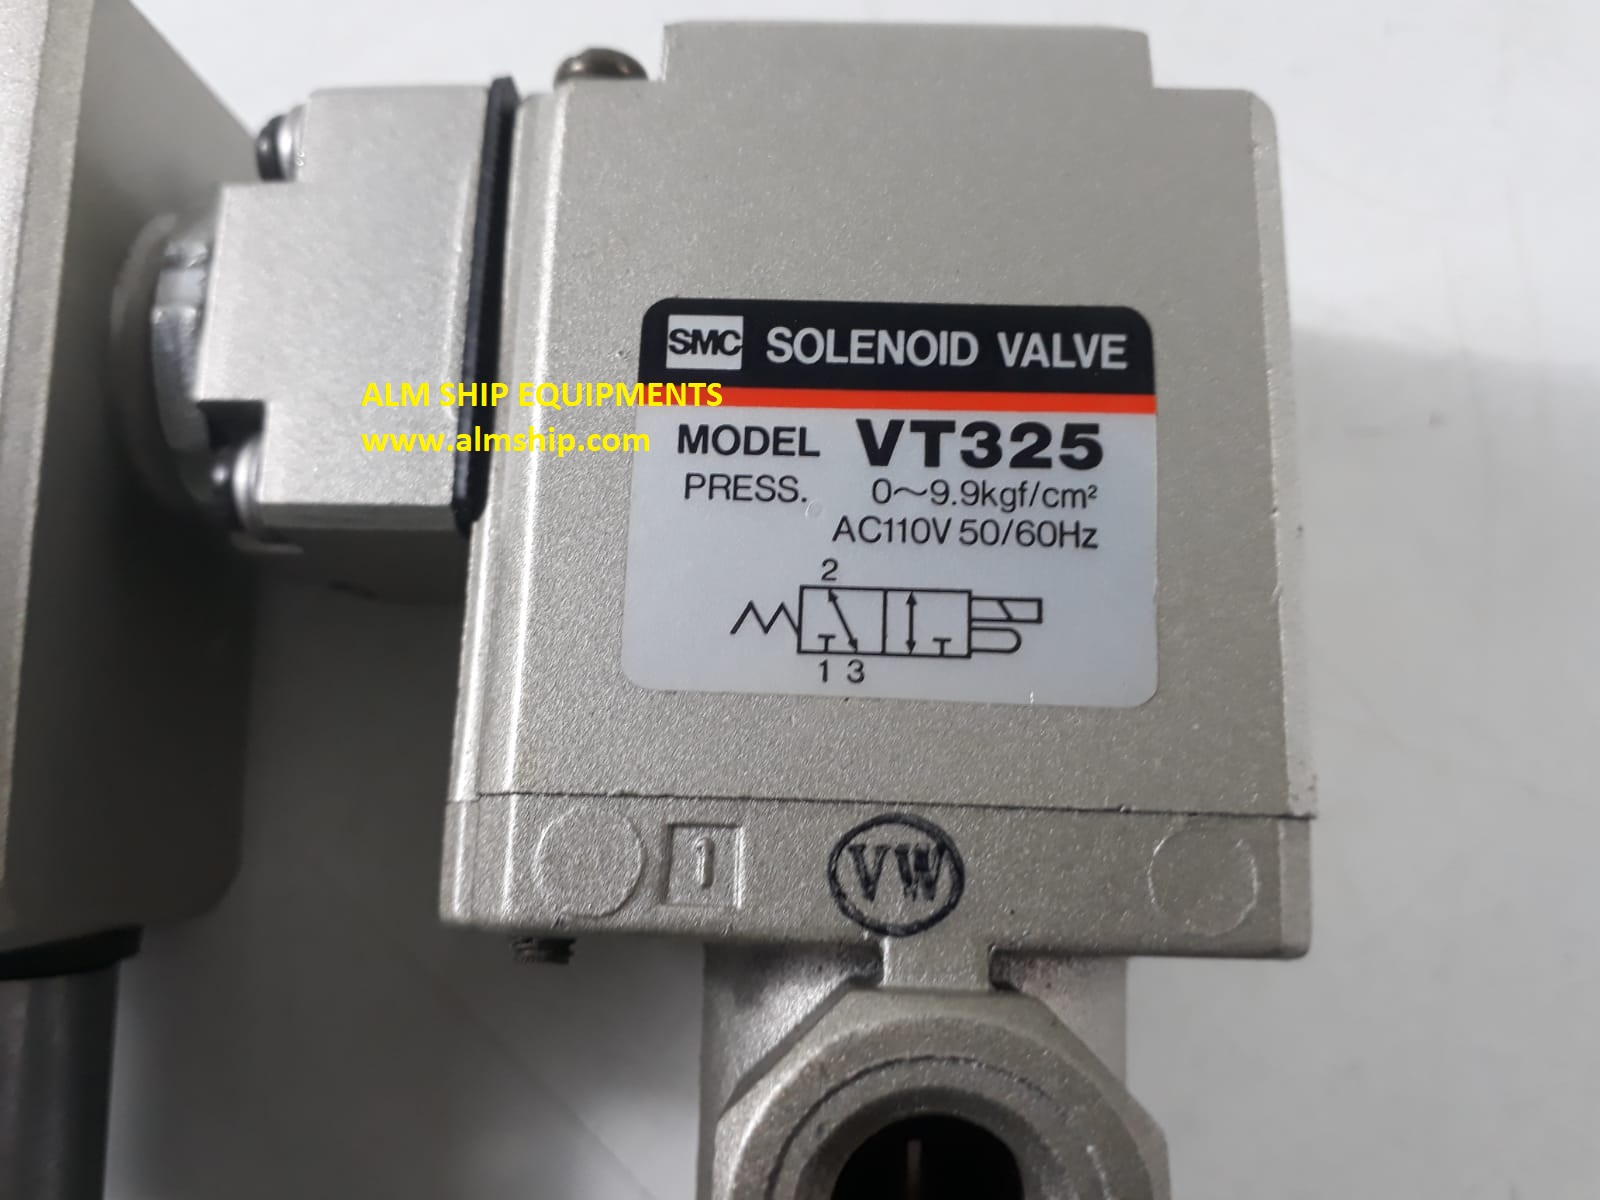 SMC SOLENOID VALVE
ALM SHIP EQUIPMENTS
www.almship.com
MODEL VT325
PRESS. 0~9.9kgf/cm²
AC110V 50/60Hz
2
1 3
1
VW